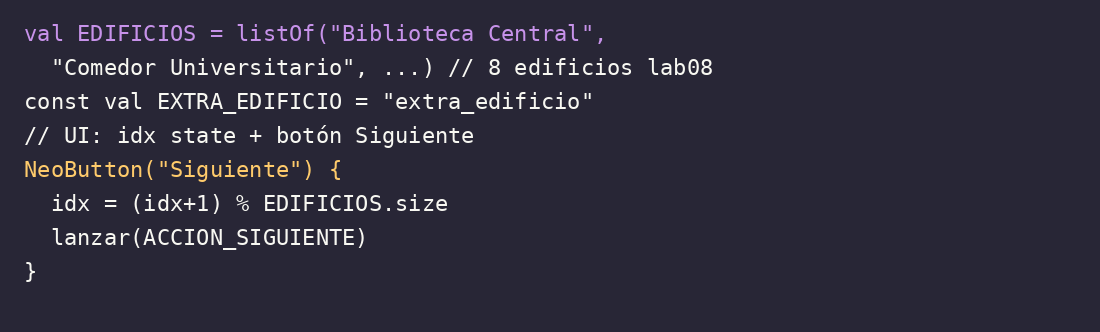 val EDIFICIOS = listOf("Biblioteca Central",
  "Comedor Universitario", ...) // 8 edificios lab08
const val EXTRA_EDIFICIO = "extra_edificio"
// UI: idx state + botón Siguiente
NeoButton("Siguiente") {
  idx = (idx+1) % EDIFICIOS.size
  lanzar(ACCION_SIGUIENTE)
}